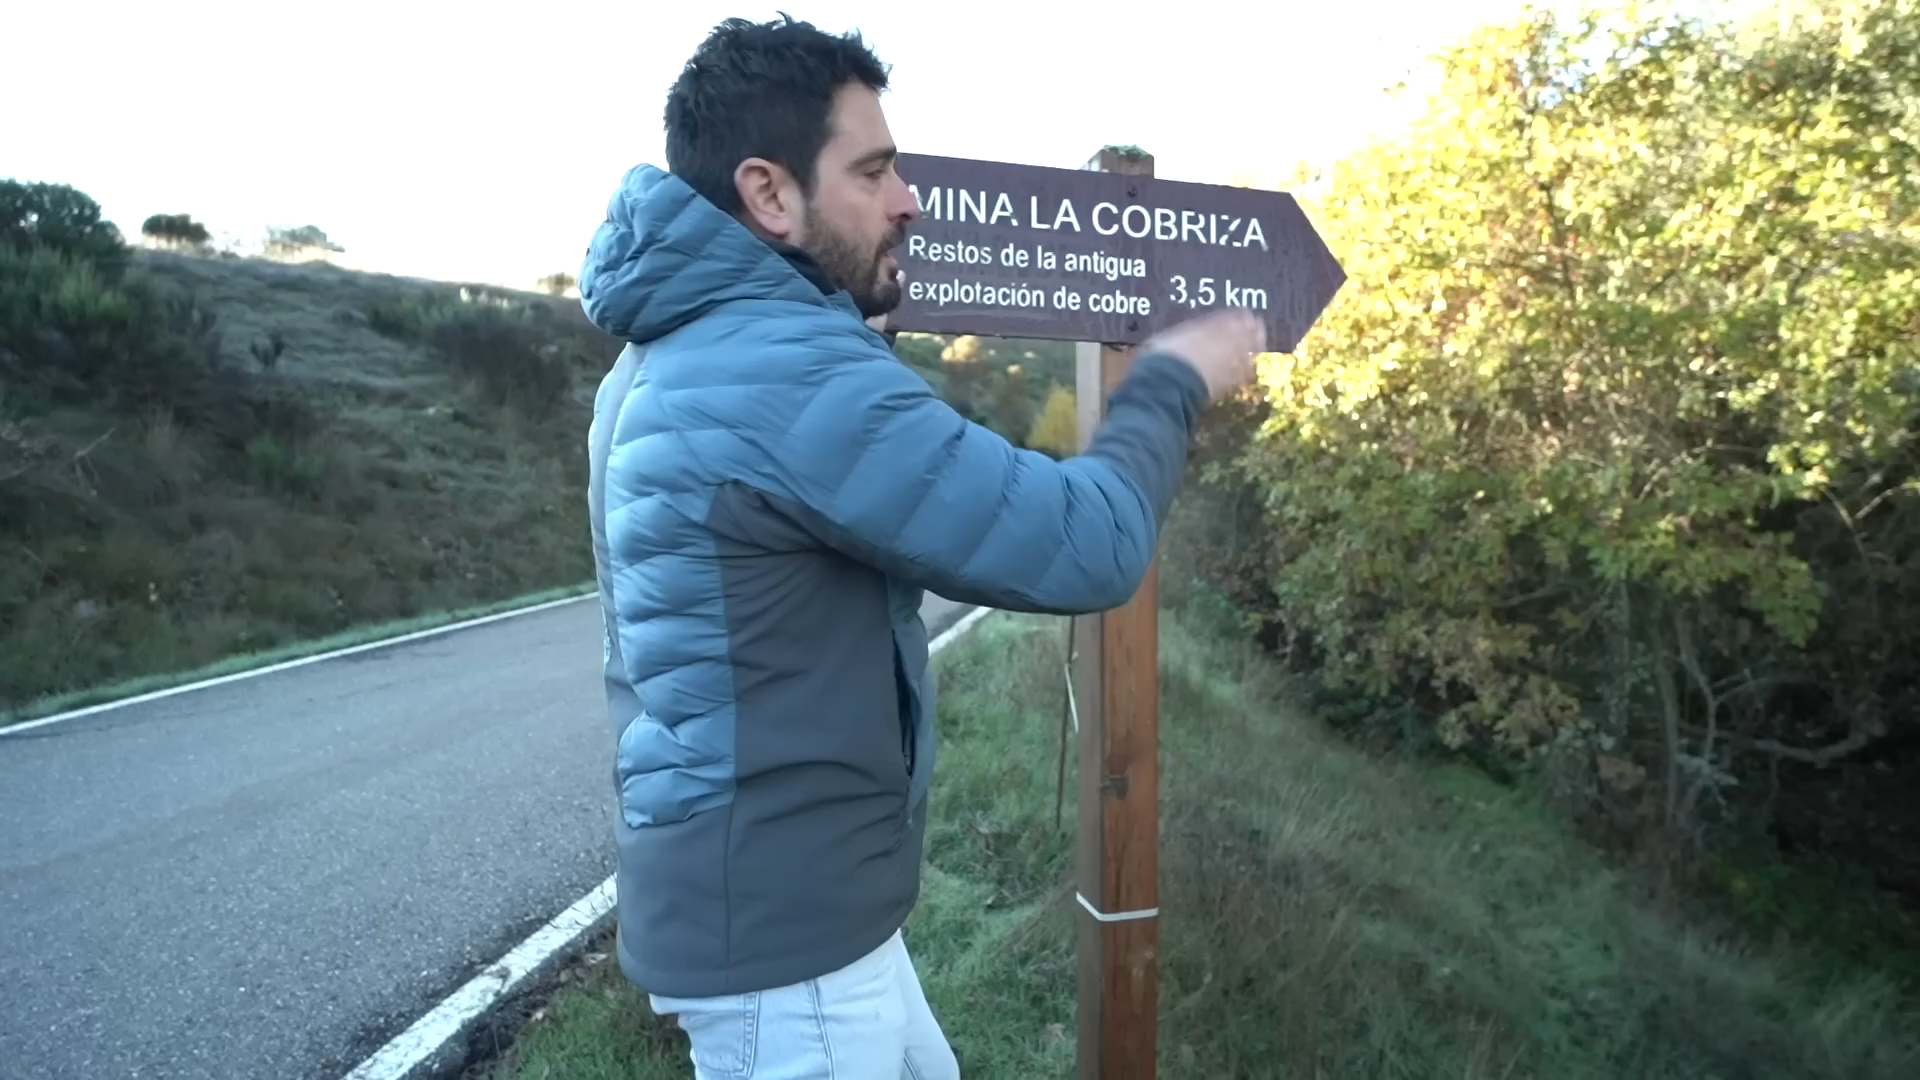 MINA LA COBRIZA
Restos de la antigua
explotación de cobre
3,5 km